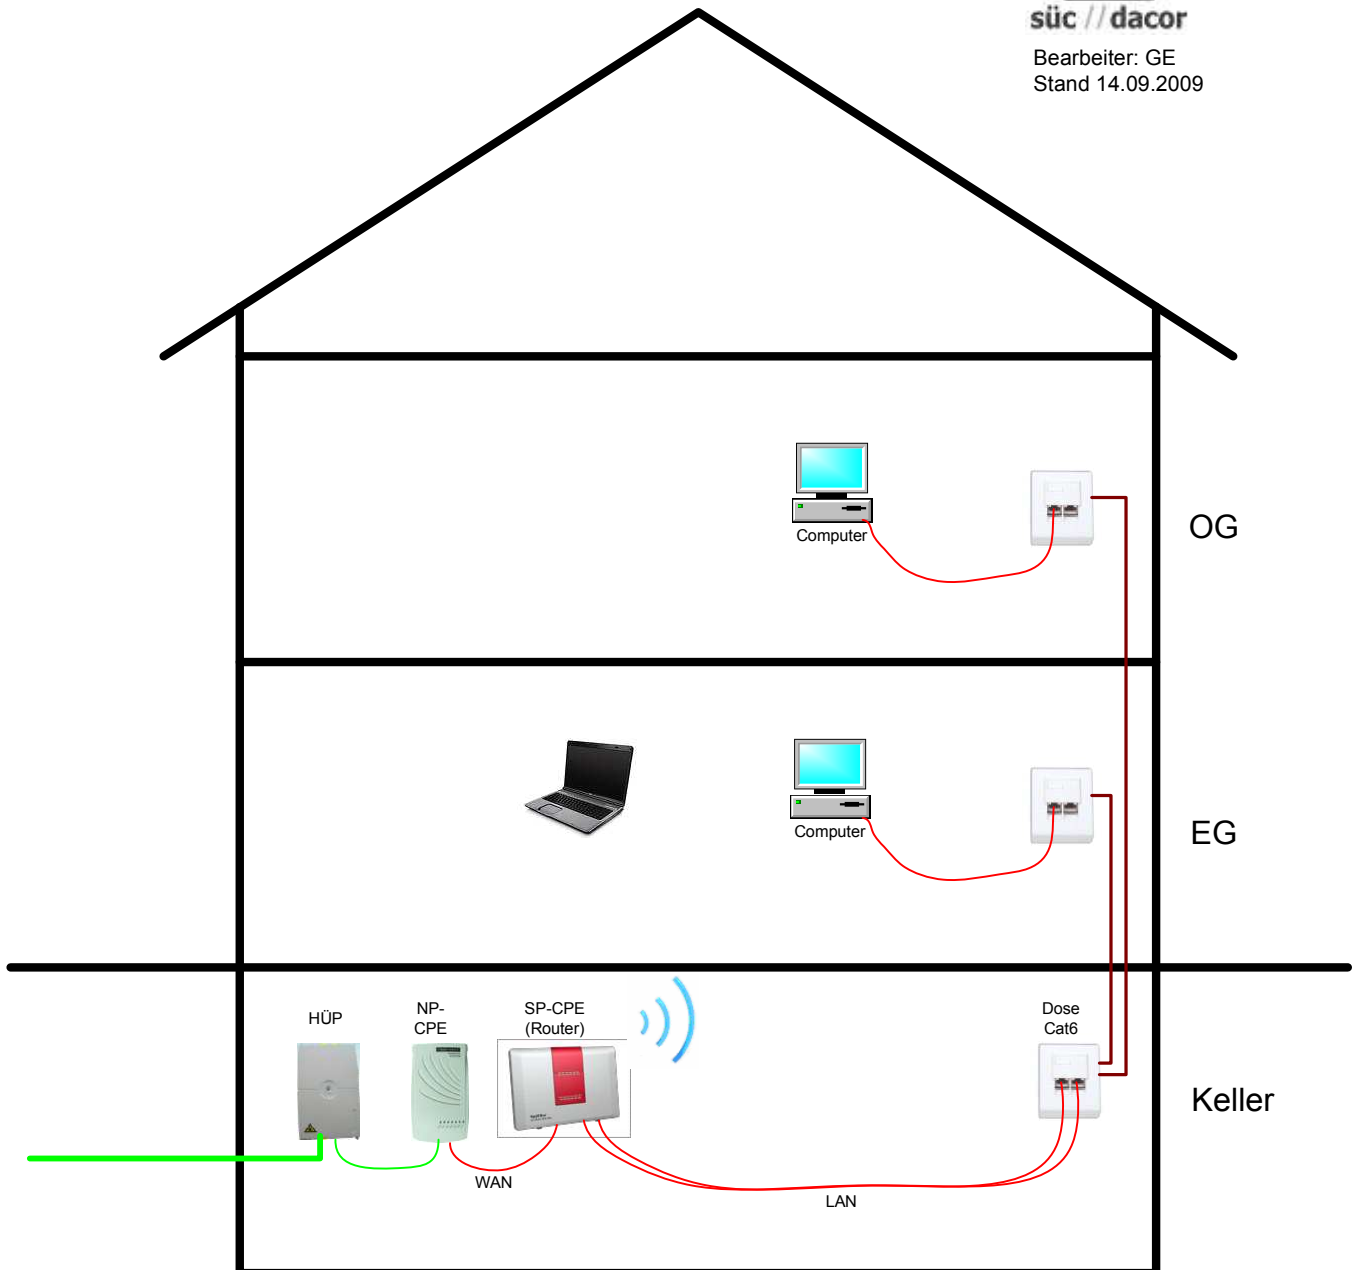 süc // dacor
Bearbeiter: GE
Stand 14.09.2009
Computer
OG
Computer
EG
HÜP
NP-
CPE
SP-CPE
(Router)
Dose
Cat6
Keller
WAN
LAN